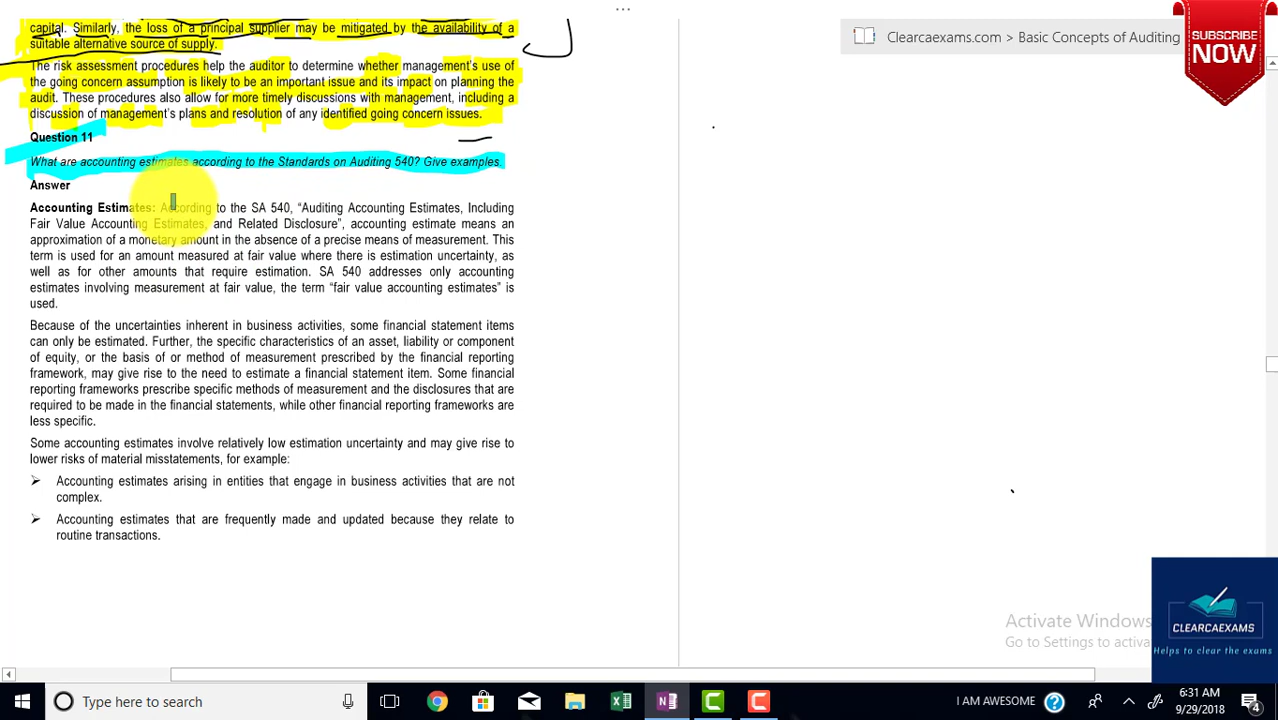 ...
capital. Similarly, the loss of a principal supplier may be mitigated by the availability of a
suitable alternative source of supply.
The risk assessment procedures help the auditor to determine whether management's use of
the going concern assumption is likely to be an important issue and its impact on planning the
audit. These procedures also allow for more timely discussions with management, including a
discussion of management's plans and resolution of any identified going concern issues.
Question 11
What are accounting estimates according to the Standards on Auditing 540? Give examples.
Answer
Accounting Estimates: According to the SA 540, “Auditing Accounting Estimates, Including
Fair Value Accounting Estimates, and Related Disclosure”, accounting estimate means an
approximation of a monetary amount in the absence of a precise means of measurement. This
term is used for an amount measured at fair value where there is estimation uncertainty, as
well as for other amounts that require estimation. SA 540 addresses only accounting
estimates involving measurement at fair value, the term “fair value accounting estimates” is
used.
Because of the uncertainties inherent in business activities, some financial statement items
can only be estimated. Further, the specific characteristics of an asset, liability or component
of equity, or the basis of or method of measurement prescribed by the financial reporting
framework, may give rise to the need to estimate a financial statement item. Some financial
reporting frameworks prescribe specific methods of measurement and the disclosures that are
required to be made in the financial statements, while other financial reporting frameworks are
less specific.
Some accounting estimates involve relatively low estimation uncertainty and may give rise to
lower risks of material misstatements, for example:
➢ Accounting estimates arising in entities that engage in business activities that are not
complex.
➢ Accounting estimates that are frequently made and updated because they relate to
routine transactions.
Clearcaexams.com > Basic Concepts of Auditing
SUBSCRIBE
NOW
Activate Windows
Go to Settings to activa
CLEARCAEXAMS
Helps to clear the exams
Type here to search
I AM AWESOME
6:31 AM
9/29/2018
4